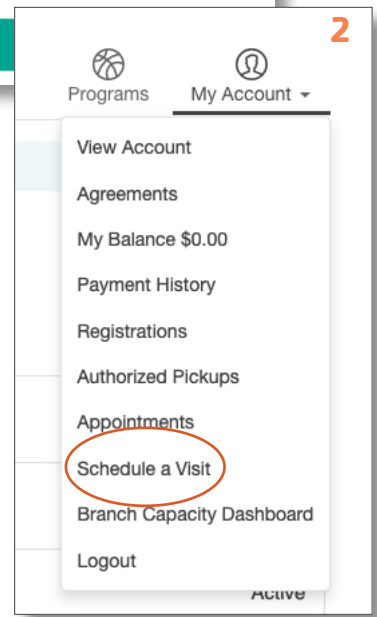 2
Programs
My Account
View Account
Agreements
My Balance $0.00
Payment History
Registrations
Authorized Pickups
Appointments
Schedule a Visit
Branch Capacity Dashboard
Logout
Active